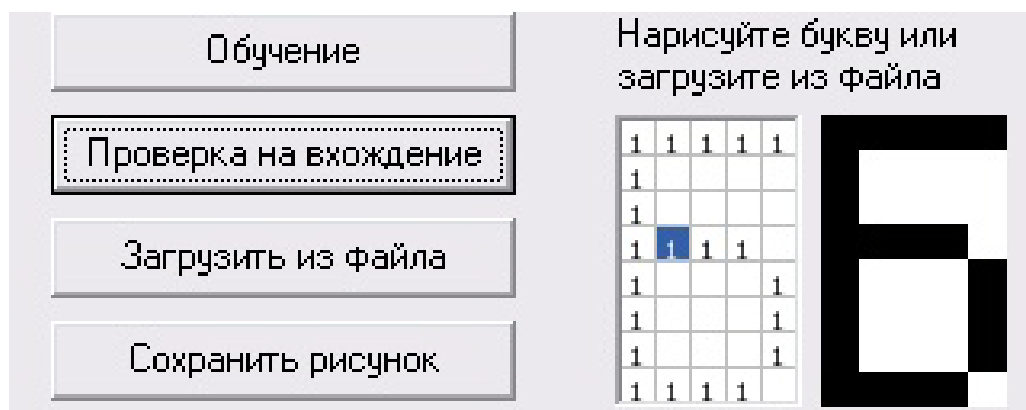 Обучение
Проверка на вхождение
Загрузить из файла
Сохранить рисунок
Нарисуйте букву или
загрузите из файла
1 1 1 1 1
1
1
1 1 1 1
1 1
1 1
1 1
1 1 1 1